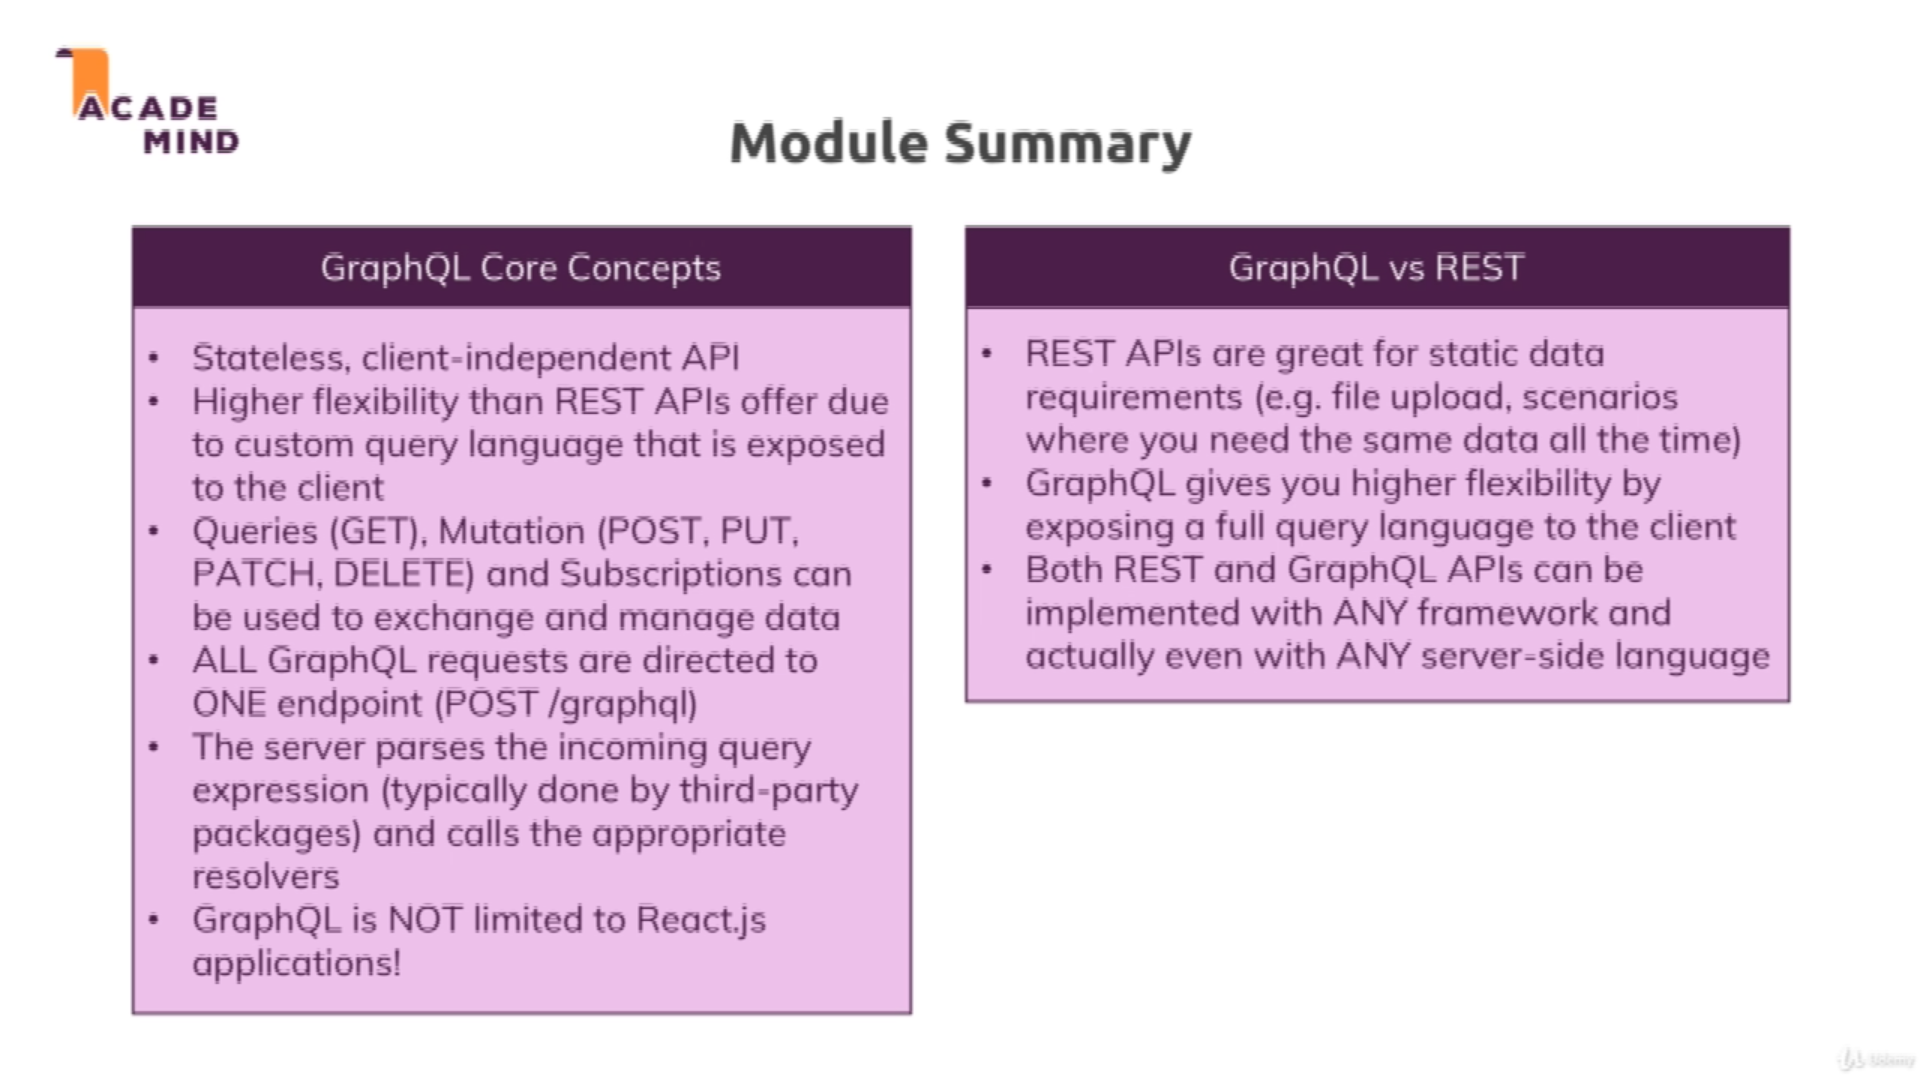 ACADE
MIND
Module Summary
GraphQL Core Concepts
• Stateless, client-independent API
• Higher flexibility than REST APIs offer due
to custom query language that is exposed
to the client
• Queries (GET), Mutation (POST, PUT,
PATCH, DELETE) and Subscriptions can
be used to exchange and manage data
• ALL GraphQL requests are directed to
ONE endpoint (POST /graphql)
• The server parses the incoming query
expression (typically done by third-party
packages) and calls the appropriate
resolvers
• GraphQL is NOT limited to React.js
applications!
GraphQL vs REST
• REST APIs are great for static data
requirements (e.g. file upload, scenarios
where you need the same data all the time)
• GraphQL gives you higher flexibility by
exposing a full query language to the client
• Both REST and GraphQL APIs can be
implemented with ANY framework and
actually even with ANY server-side language
Udemy